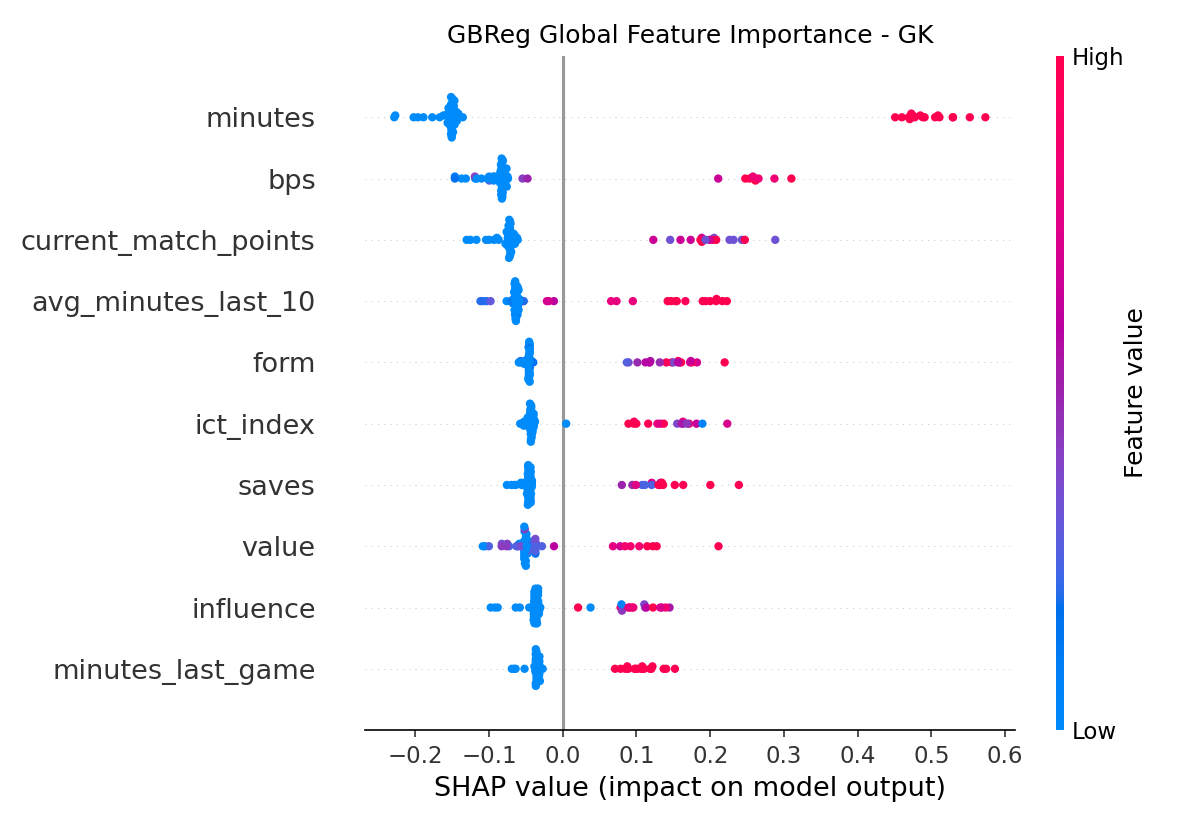 GBReg Global Feature Importance - GK
High
minutes
bps
current_match_points
avg_minutes_last_10
form
ict_index
saves
value
influence
minutes_last_game
Feature value
Low
−0.2 −0.1 0.0 0.1 0.2 0.3 0.4 0.5 0.6
SHAP value (impact on model output)